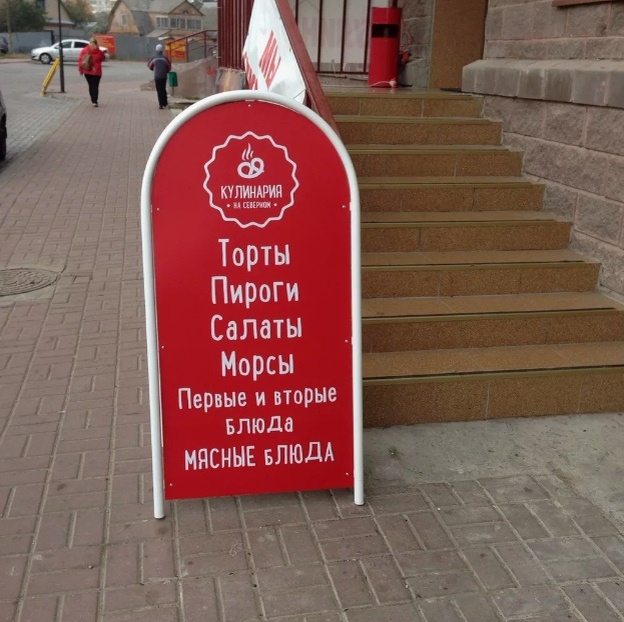 КУЛИНАРИЯ
• НА СЕВЕРНОМ •
Торты
Пироги
Салаты
Морсы
Первые и вторые
блюда
МЯСНЫЕ БЛЮДА